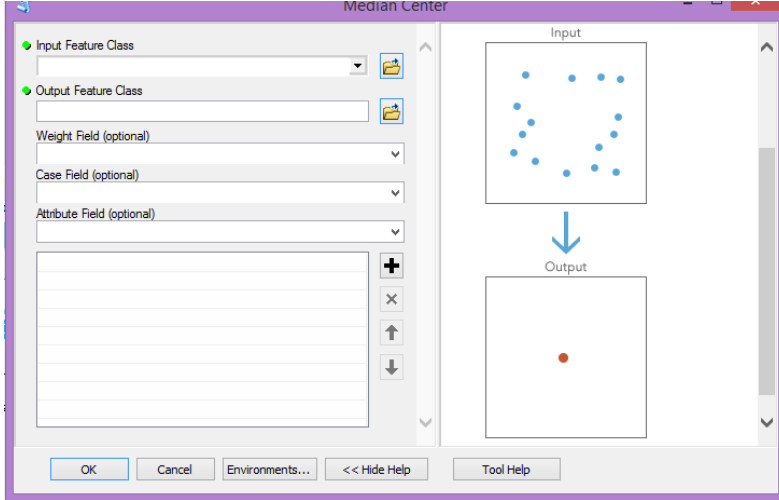 Median Center
Input Feature Class
Output Feature Class
Weight Field (optional)
Case Field (optional)
Attribute Field (optional)
Input
Output
OK
Cancel
Environments...
<< Hide Help
Tool Help